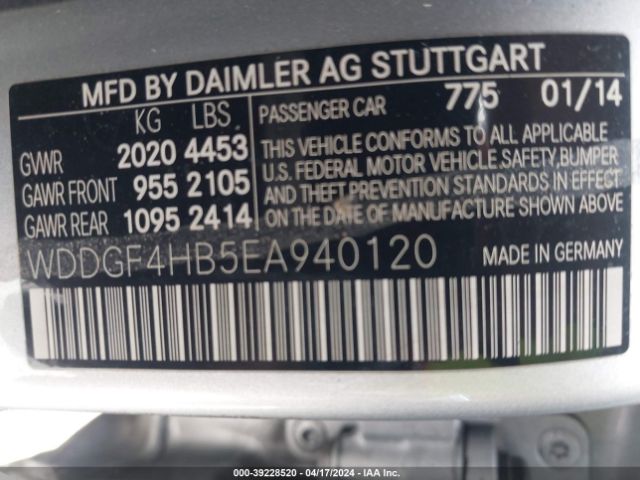 MFD BY DAIMLER AG STUTTGART
KG LBS PASSENGER CAR 775 01/14
GVWR 2020 4453
GAWR FRONT 955 2105
GAWR REAR 1095 2414
THIS VEHICLE CONFORMS TO ALL APPLICABLE
U.S. FEDERAL MOTOR VEHICLE SAFETY, BUMPER
AND THEFT PREVENTION STANDARDS IN EFFECT
ON THE DATE OF MANUFACTURE SHOWN ABOVE.
WDDGF4HB5EA940120 MADE IN GERMANY
000-39228520 - 04/17/2024 - IAA Inc.